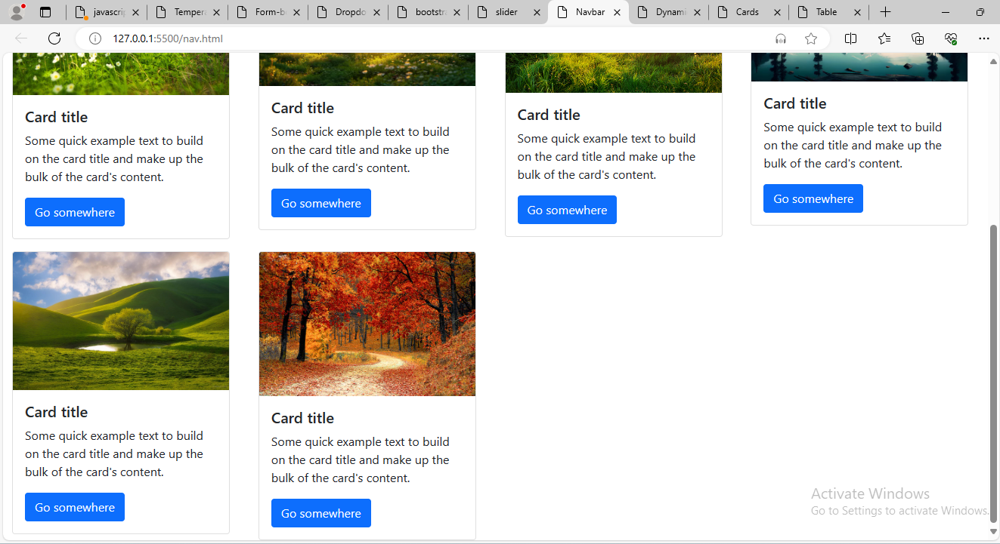 javascri
Tempera
Form-b
Dropdo
bootstra
slider
Navbar
Dynami
Cards
Table
127.0.0.1:5500/nav.html
Card title
Some quick example text to build
on the card title and make up the
bulk of the card's content.
Go somewhere
Card title
Some quick example text to build
on the card title and make up the
bulk of the card's content.
Go somewhere
Card title
Some quick example text to build
on the card title and make up the
bulk of the card's content.
Go somewhere
Card title
Some quick example text to build
on the card title and make up the
bulk of the card's content.
Go somewhere
Card title
Some quick example text to build
on the card title and make up the
bulk of the card's content.
Go somewhere
Card title
Some quick example text to build
on the card title and make up the
bulk of the card's content.
Go somewhere
Activate Windows
Go to Settings to activate Windows.